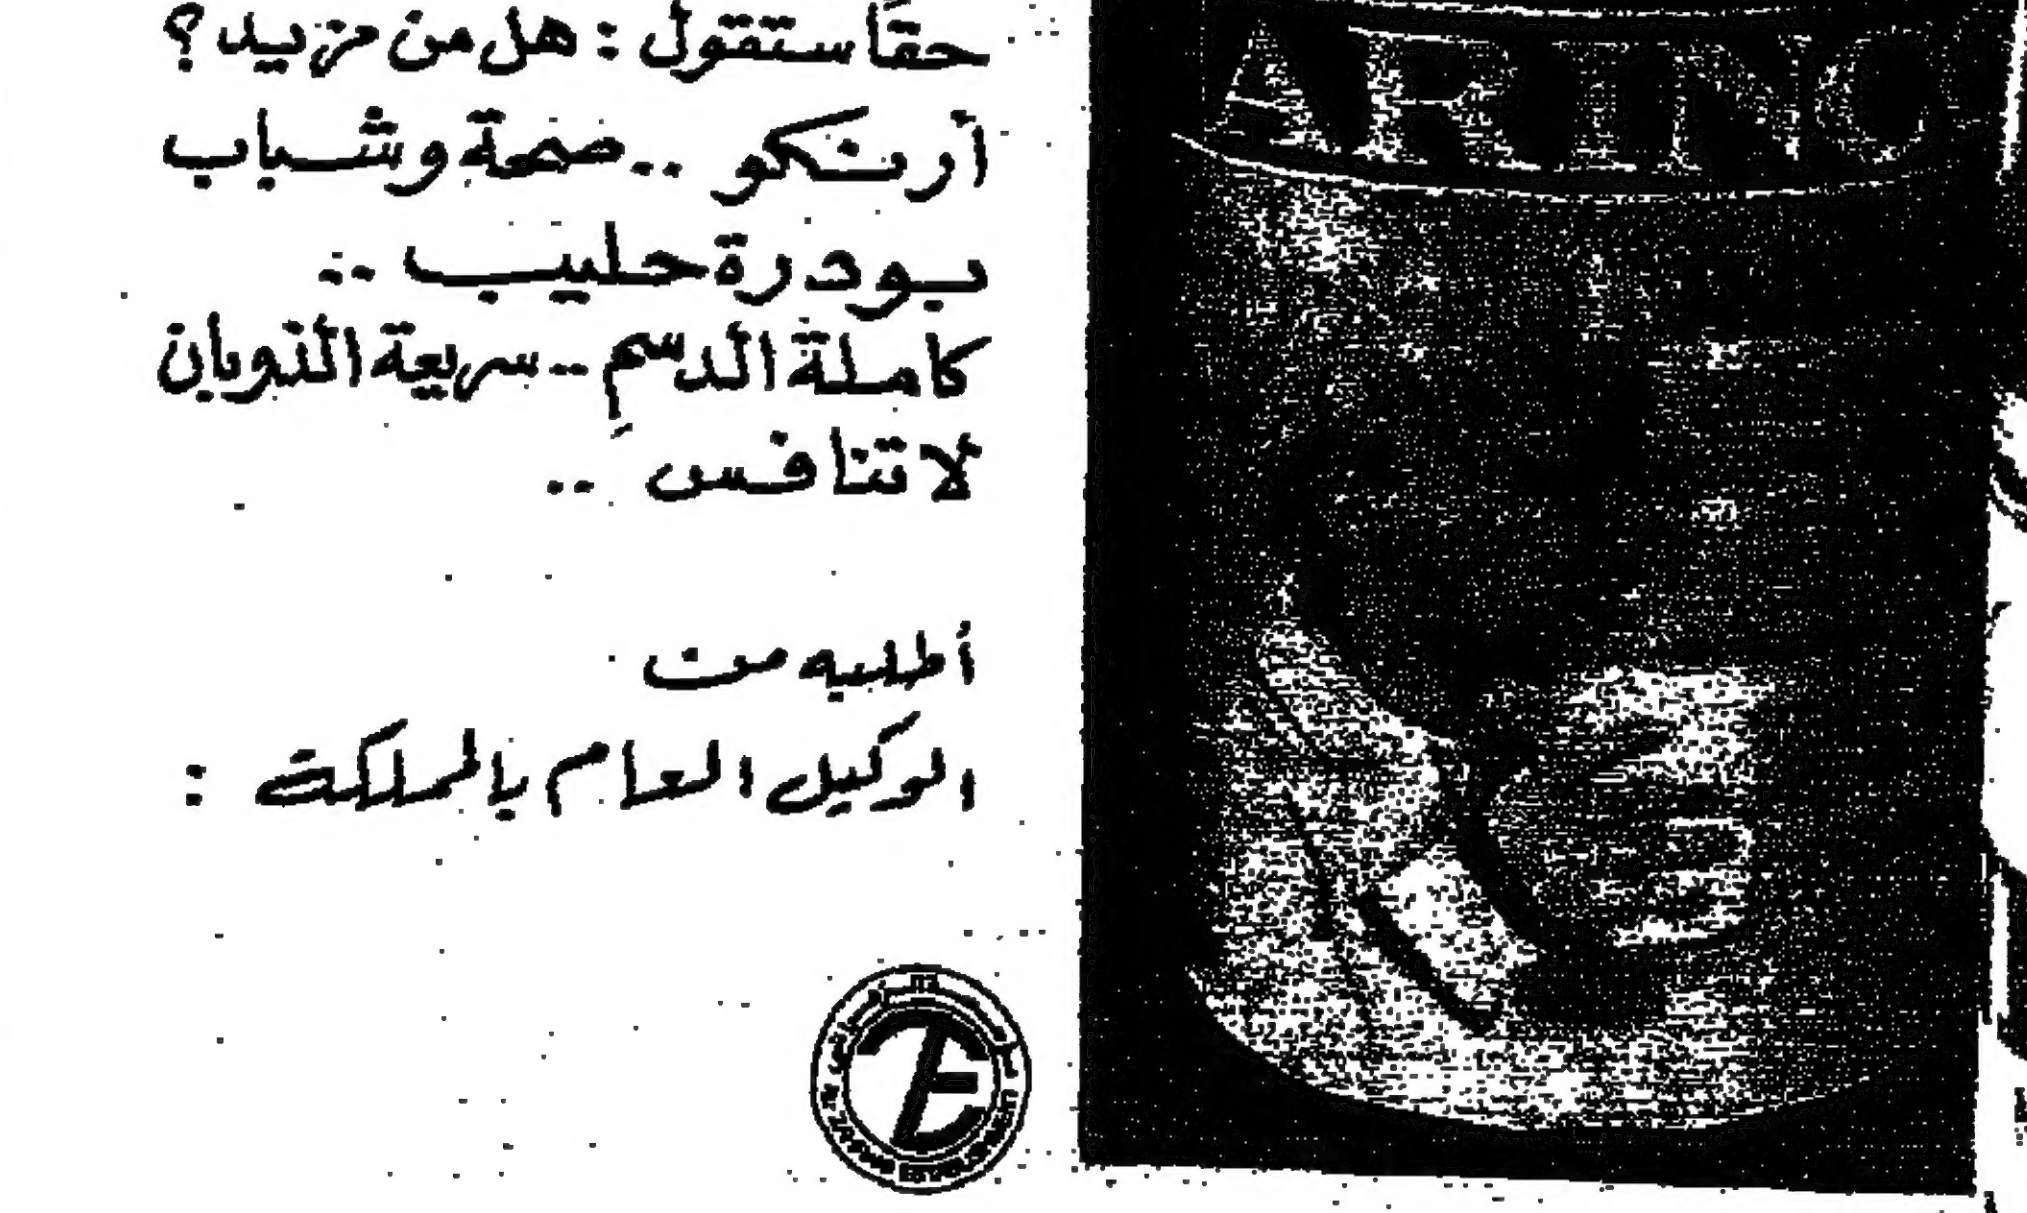 حقاً ستقول : هل من مزيد ؟
أرنكو .. صحة وشباب
بودرة حليب ..
كاملة الدسمِ .. سريعة الذوبان
لا تنافس ..
أطلبه من
الوكيل العام بالمملكة :
ARINCO